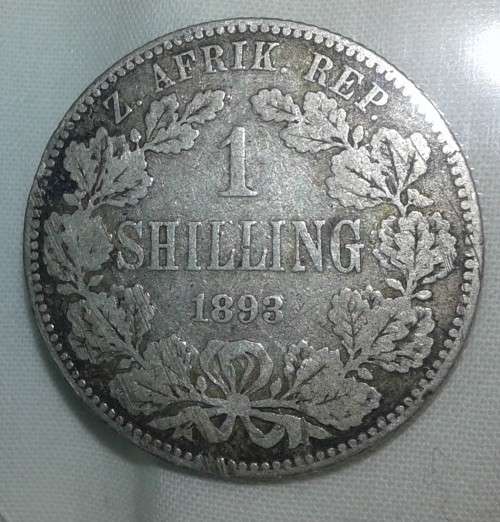 Z. AFRIK. REP.
1
SHILLING
1893